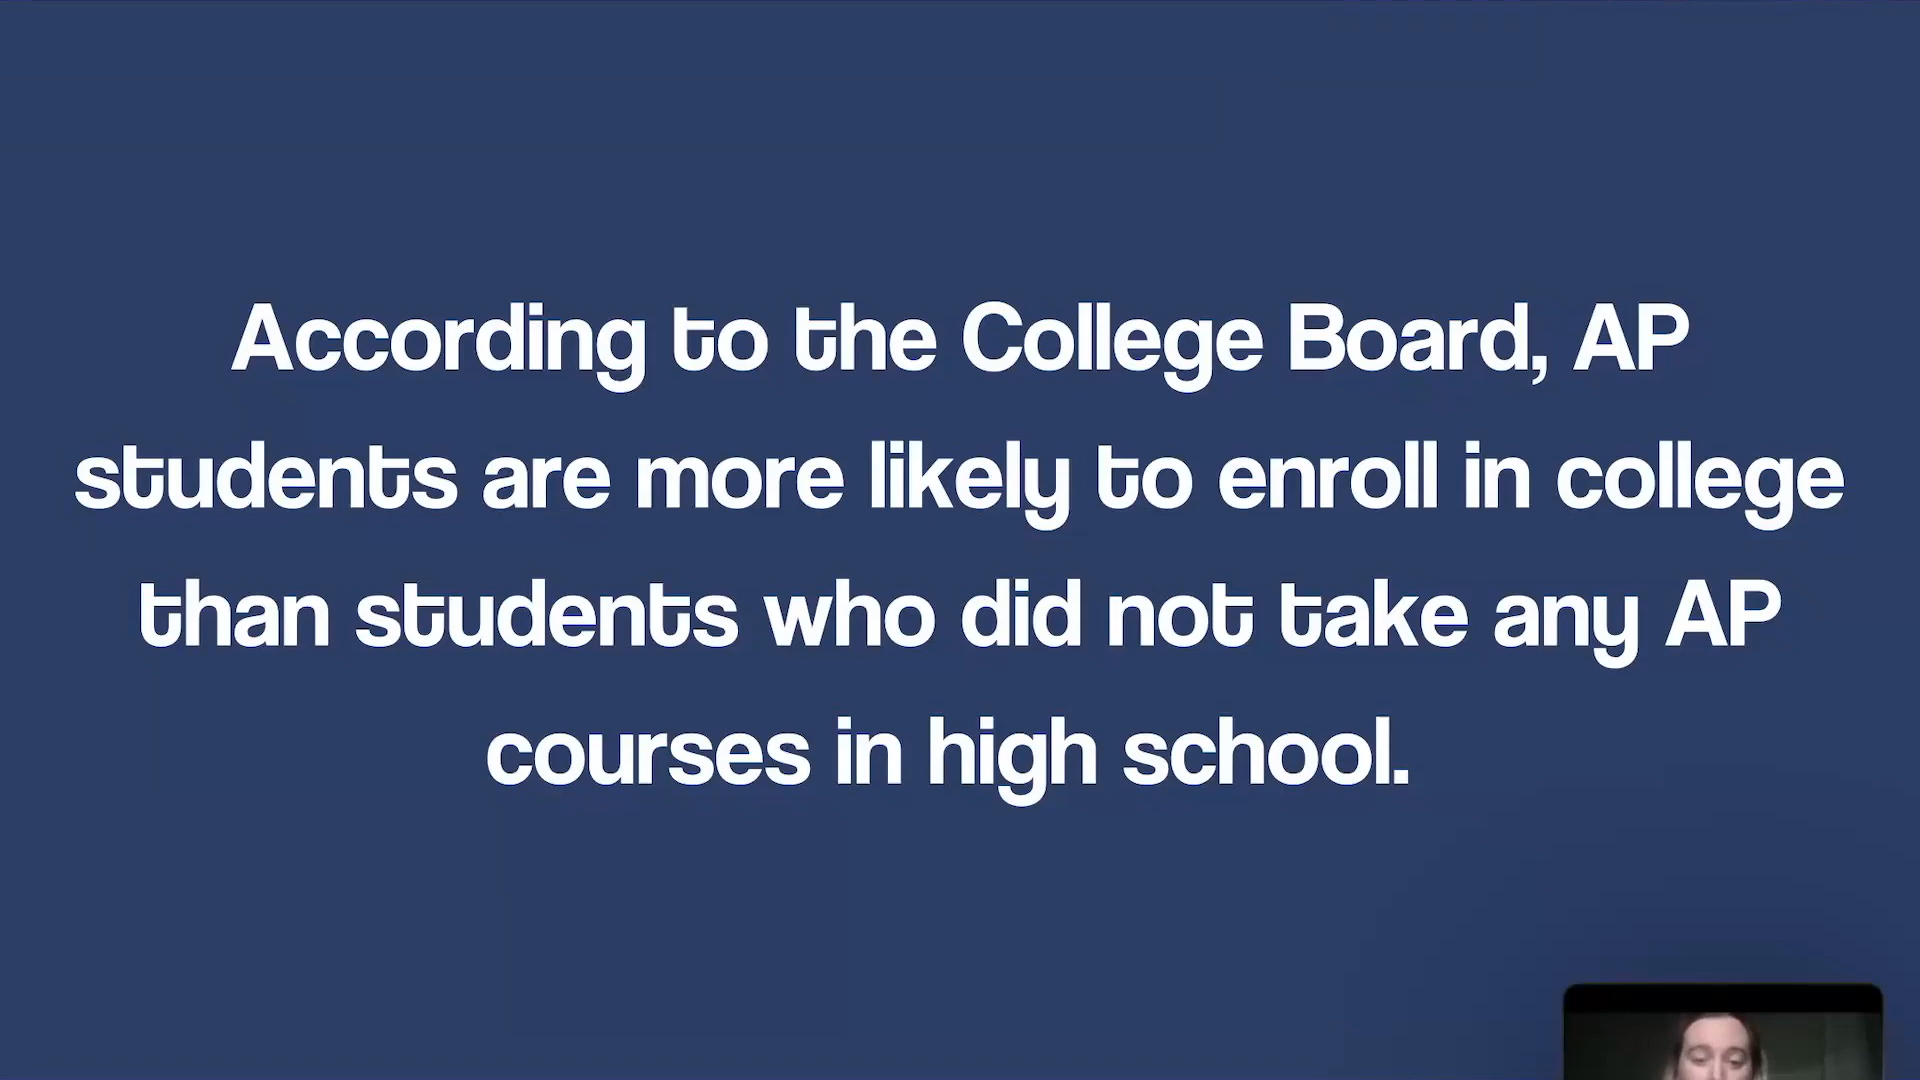 According to the College Board, AP
students are more likely to enroll in college
than students who did not take any AP
courses in high school.